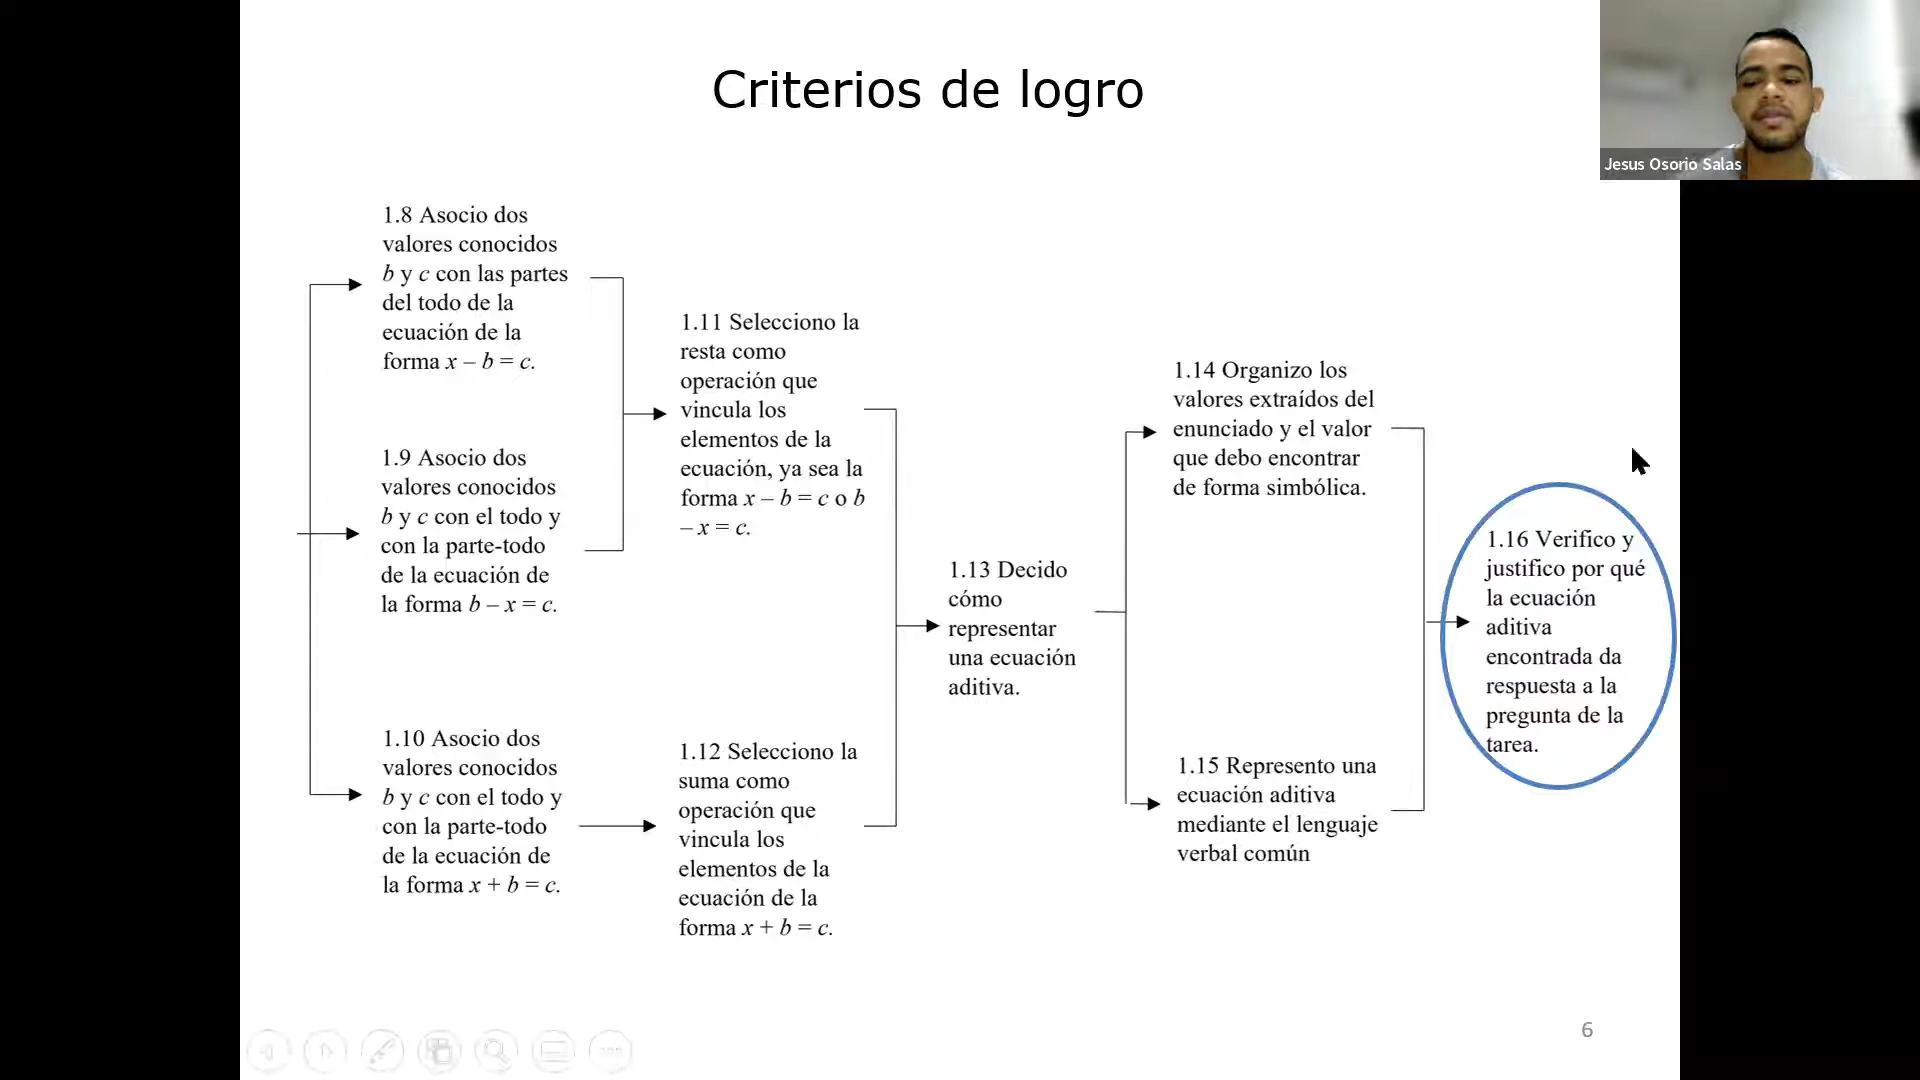 Criterios de logro
Jesus Osorio Salas
1.8 Asocio dos
valores conocidos
b y c con las partes
del todo de la
ecuación de la
forma x – b = c.
1.9 Asocio dos
valores conocidos
b y c con el todo y
con la parte-todo
de la ecuación de
la forma b – x = c.
1.10 Asocio dos
valores conocidos
b y c con el todo y
con la parte-todo
de la ecuación de
la forma x + b = c.
1.11 Selecciono la
resta como
operación que
vincula los
elementos de la
ecuación, ya sea la
forma x – b = c o b
– x = c.
1.12 Selecciono la
suma como
operación que
vincula los
elementos de la
ecuación de la
forma x + b = c.
1.13 Decido
cómo
representar
una ecuación
aditiva.
1.14 Organizo los
valores extraídos del
enunciado y el valor
que debo encontrar
de forma simbólica.
1.15 Represento una
ecuación aditiva
mediante el lenguaje
verbal común
1.16 Verifico y
justifico por qué
la ecuación
aditiva
encontrada da
respuesta a la
pregunta de la
tarea.
6